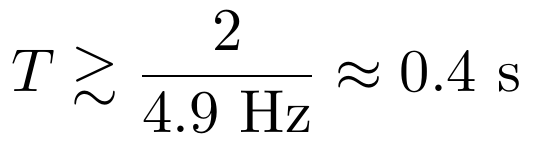 T ≳ 2 / 4.9 Hz ≈ 0.4 s